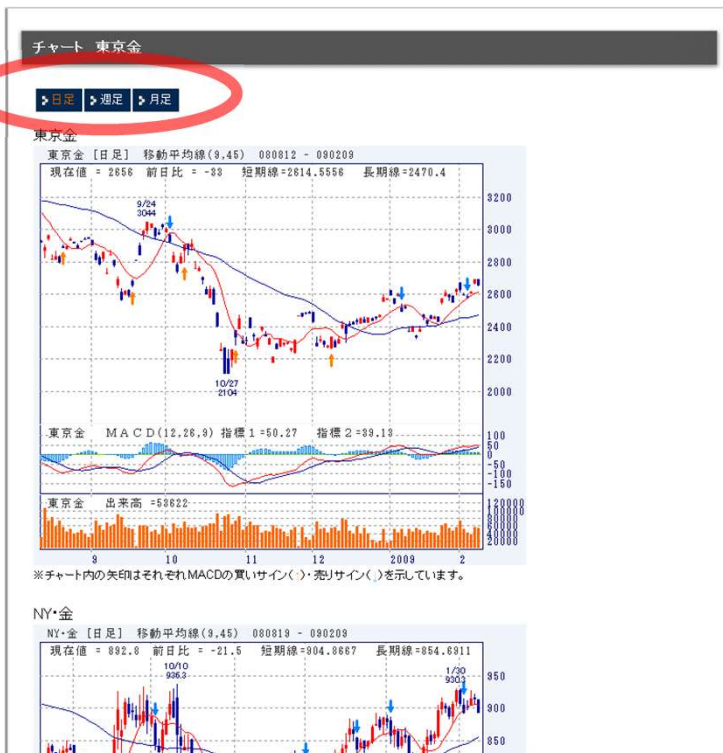 チャート 東京金
日足 週足 月足
東京金
東京金 [日足] 移動平均線(9,45) 080812 - 090209
現在値 = 2656 前日比 = -33 短期線=2614.5556 長期線=2470.4
9/24
3044
3200
3000
2800
2600
2400
2200
2000
10/27
2104
東京金 MACD(12,26,9) 指標1=50.27 指標2=39.13
100
50
0
-50
-100
-150
東京金 出来高 =53622
120000
100000
80000
60000
40000
20000
9 10 11 12 2009 2
※チャート内の矢印はそれぞれMACDの買いサイン(↑)・売りサイン(↓)を示しています。
NY・金
NY・金 [日足] 移動平均線(9,45) 080819 - 090209
現在値 = 892.8 前日比 = -21.5 短期線=904.8667 長期線=854.6911
10/10
936.3
1/30
930.3
950
900
850